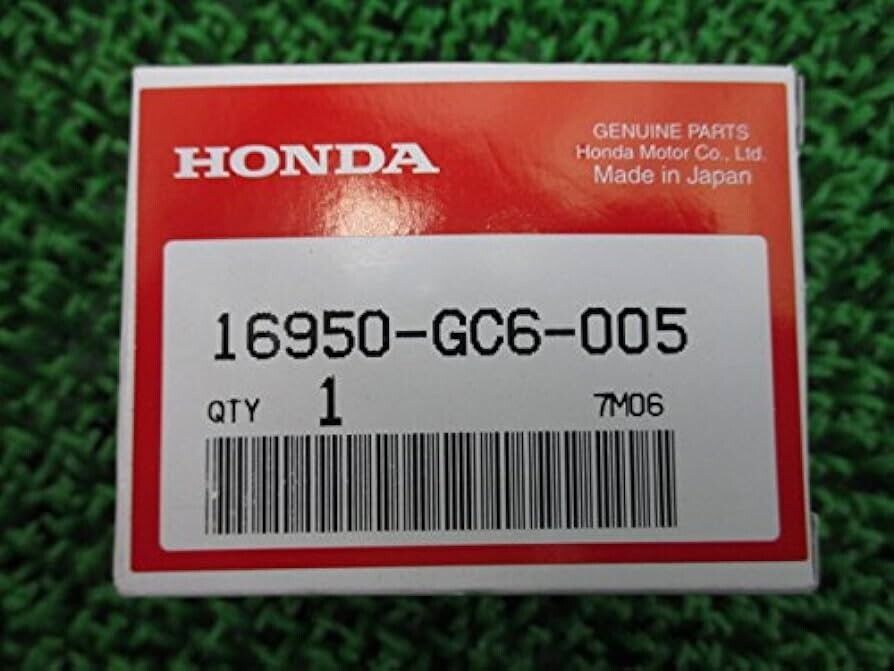 HONDA
GENUINE PARTS
Honda Motor Co., Ltd.
Made in Japan
16950-GC6-005
QTY 1 7M06